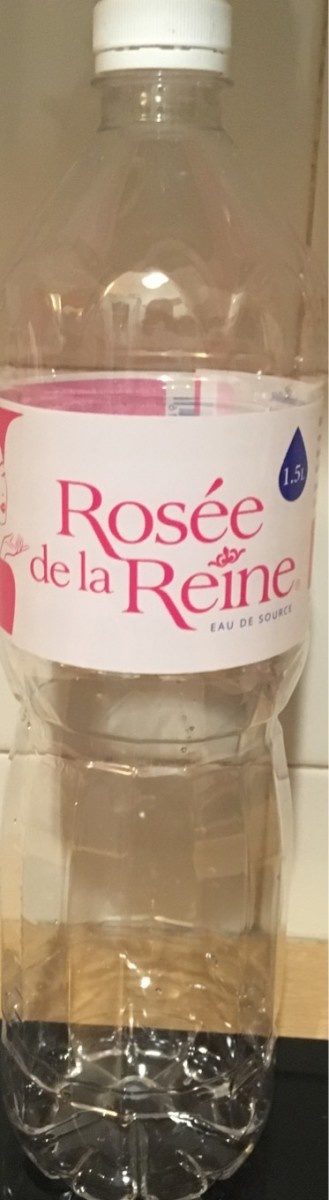 1.5L
Rosée
de la Reine
EAU DE SOURCE